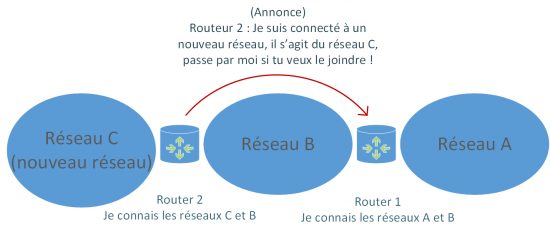 (Annonce)
Routeur 2 : Je suis connecté à un
nouveau réseau, il s’agit du réseau C,
passe par moi si tu veux le joindre !
Réseau C
(nouveau réseau)
Réseau B
Réseau A
Router 2
Je connais les réseaux C et B
Router 1
Je connais les réseaux A et B